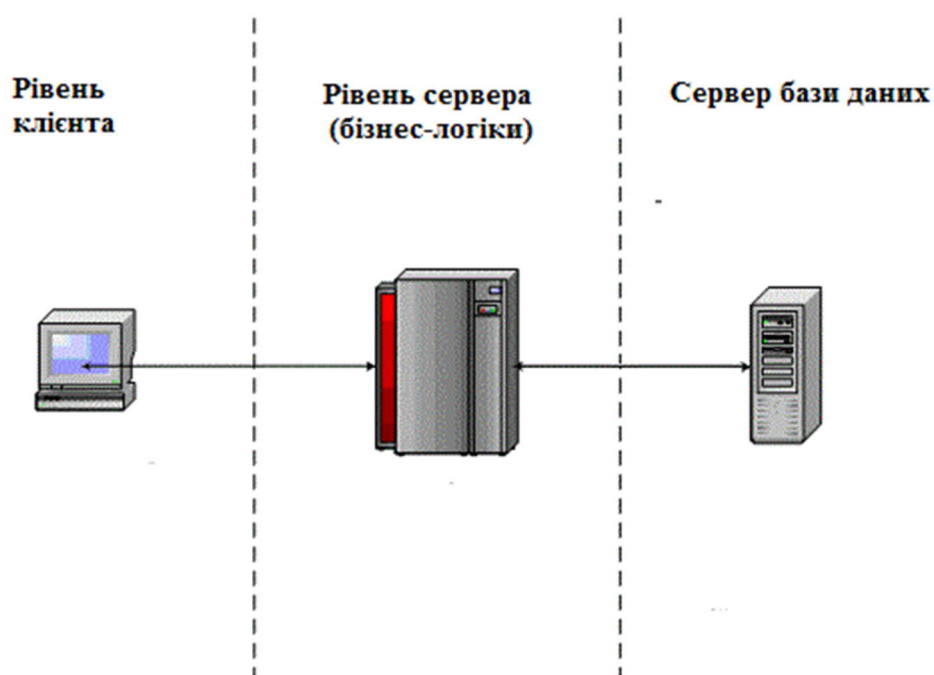 Рівень
клієнта
Рівень сервера
(бізнес-логіки)
Сервер бази даних